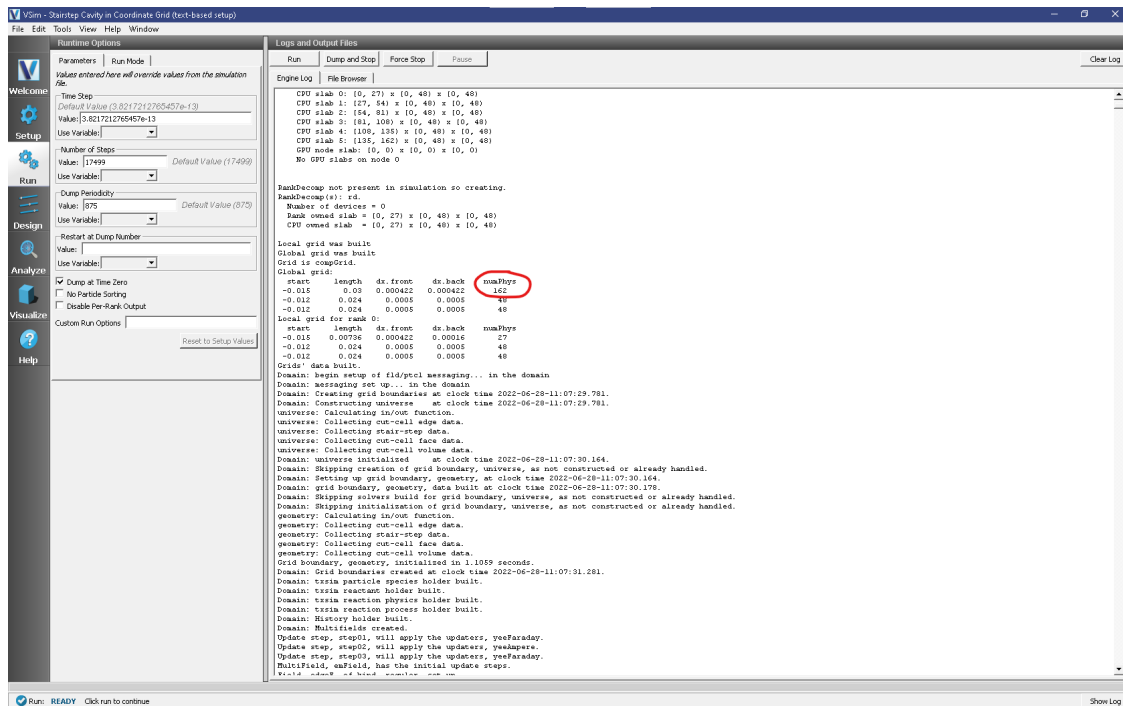 VSim - Stairstep Cavity in Coordinate Grid (text-based setup)
File Edit Tools View Help Window
Welcome
Setup
Run
Design
Analyze
Visualize
Help
Runtime Options
Parameters Run Mode
Values entered here will override values from the simulation
file.
Time Step
Default Value (3.8217212765457e-13)
Value: 3.8217212765457e-13
Use Variable:
Number of Steps
Value: 17499 Default Value (17499)
Use Variable:
Dump Periodicity
Value: 875 Default Value (875)
Use Variable:
Restart at Dump Number
Value:
Use Variable:
Dump at Time Zero
No Particle Sorting
Disable Per-Rank Output
Custom Run Options
Reset to Setup Values
Logs and Output Files
Run Dump and Stop Force Stop Pause Clear Log
Engine Log File Browser
CPU slab 0: [0, 27) x [0, 48) x [0, 48)
CPU slab 1: [27, 54) x [0, 48) x [0, 48)
CPU slab 2: [54, 81) x [0, 48) x [0, 48)
CPU slab 3: [81, 108) x [0, 48) x [0, 48)
CPU slab 4: [108, 135) x [0, 48) x [0, 48)
CPU slab 5: [135, 162) x [0, 48) x [0, 48)
GPU node slab: [0, 0) x [0, 0) x [0, 0)
No GPU slabs on node 0
RankDecomp not present in simulation so creating.
RankDecomp(s): rd.
Number of devices = 0
Rank owned slab = [0, 27) x [0, 48) x [0, 48)
CPU owned slab = [0, 27) x [0, 48) x [0, 48)
Local grid was built
Global grid was built
Grid is compGrid.
Global grid:
start length dx.front dx.back numPhys
-0.015 0.03 0.000422 0.000422 162
-0.012 0.024 0.0005 0.0005 48
-0.012 0.024 0.0005 0.0005 48
Local grid for rank 0:
start length dx.front dx.back numPhys
-0.015 0.00736 0.000422 0.00016 27
-0.012 0.024 0.0005 0.0005 48
-0.012 0.024 0.0005 0.0005 48
Grids' data built.
Domain: begin setup of fld/ptcl messaging... in the domain
Domain: messaging set up... in the domain
Domain: Creating grid boundaries at clock time 2022-06-28-11:07:29.781.
Domain: Constructing universe at clock time 2022-06-28-11:07:29.781.
universe: Calculating in/out function.
universe: Collecting cut-cell edge data.
universe: Collecting stair-step data.
universe: Collecting cut-cell face data.
universe: Collecting cut-cell volume data.
Domain: universe initialized at clock time 2022-06-28-11:07:30.164.
Domain: Skipping creation of grid boundary, universe, as not constructed or already handled.
Domain: Setting up grid boundary, geometry, at clock time 2022-06-28-11:07:30.164.
Domain: grid boundary, geometry, data built at clock time 2022-06-28-11:07:30.178.
Domain: Skipping solvers build for grid boundary, universe, as not constructed or already handled.
Domain: Skipping initialization of grid boundary, universe, as not constructed or already handled.
geometry: Calculating in/out function.
geometry: Collecting cut-cell edge data.
geometry: Collecting stair-step data.
geometry: Collecting cut-cell face data.
geometry: Collecting cut-cell volume data.
Grid boundary, geometry, initialized in 1.1059 seconds.
Domain: Grid boundaries created at clock time 2022-06-28-11:07:31.281.
Domain: txsim particle species holder built.
Domain: txsim reactant holder built.
Domain: txsim reaction physics holder built.
Domain: txsim reaction process holder built.
Domain: History holder built.
Domain: Multifields created.
Update step, step01, will apply the updaters, yeeFaraday.
Update step, step02, will apply the updaters, yeeAmpere.
Update step, step03, will apply the updaters, yeeFaraday.
MultiField, emField, has the initial update steps.
Field, edgeE, of kind, regular, set up.
Run: READY Click run to continue
Show Log